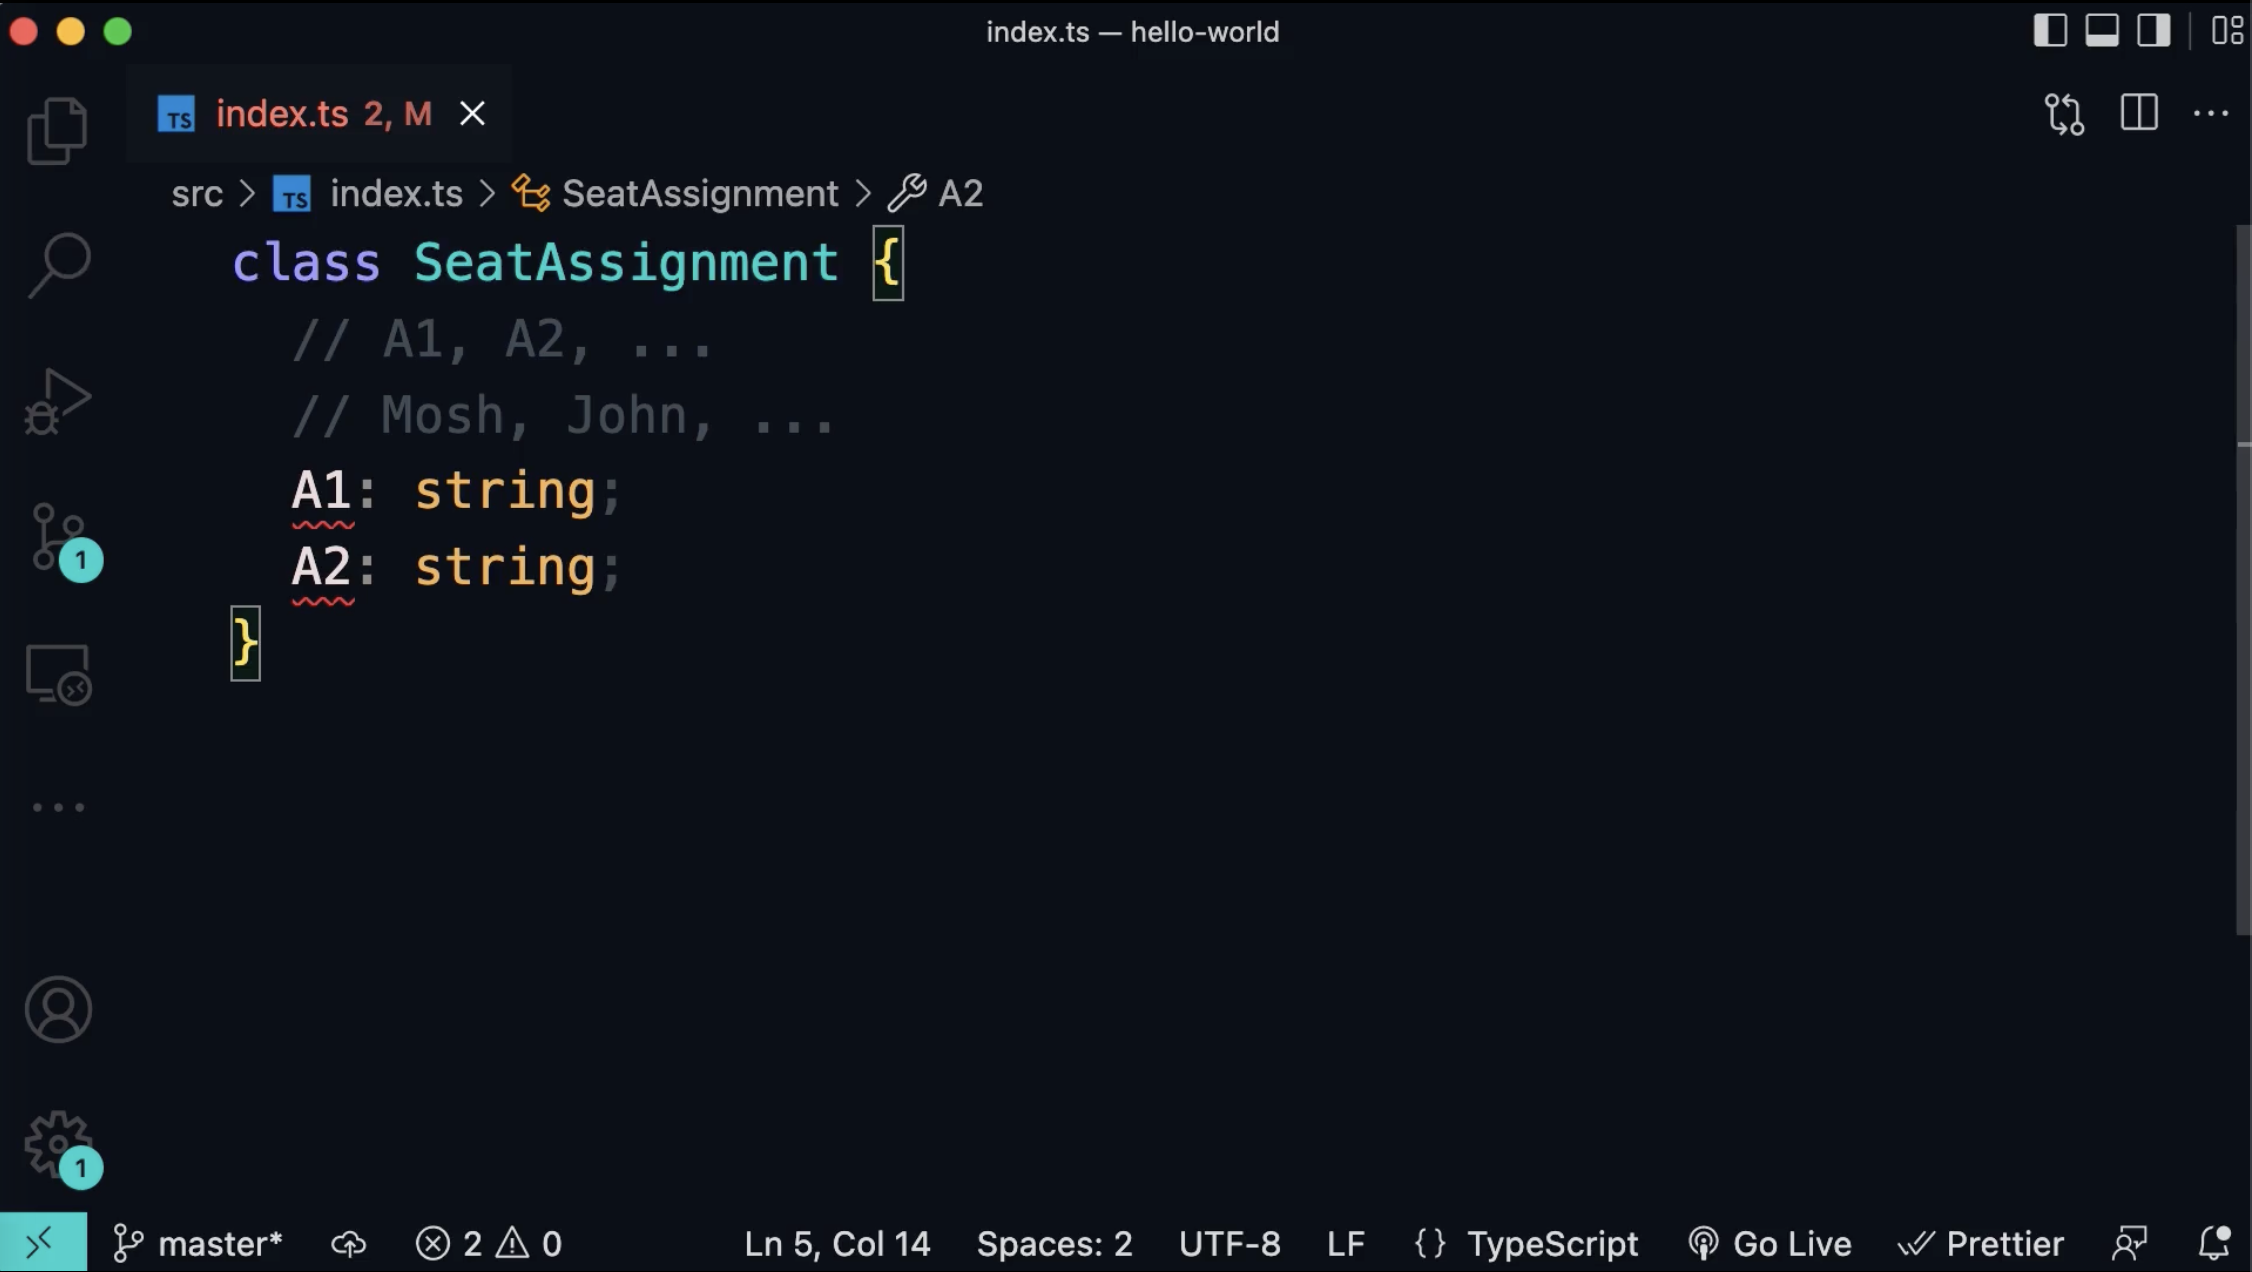 index.ts — hello-world
TS index.ts 2, M
src > TS index.ts > SeatAssignment > A2
class SeatAssignment {
// A1, A2, ...
// Mosh, John, ...
A1: string;
A2: string;
}
1
1
master* 2 0 Ln 5, Col 14 Spaces: 2 UTF-8 LF {} TypeScript Go Live Prettier